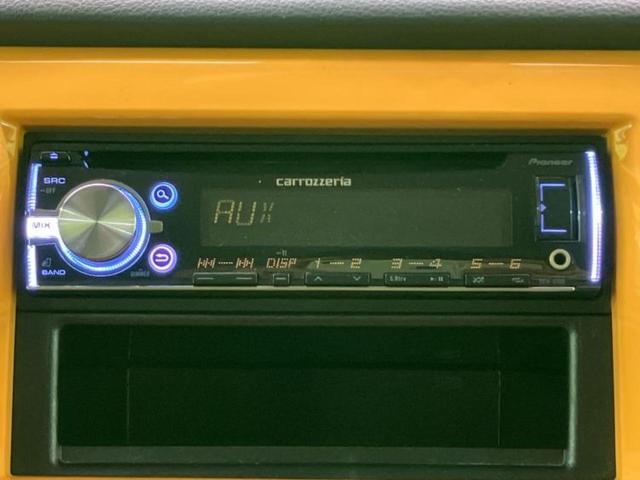 Pioneer
carrozzeria
SRC
OFF
MIX
BAND
AUX
DISP 1 2 3 4 5 6